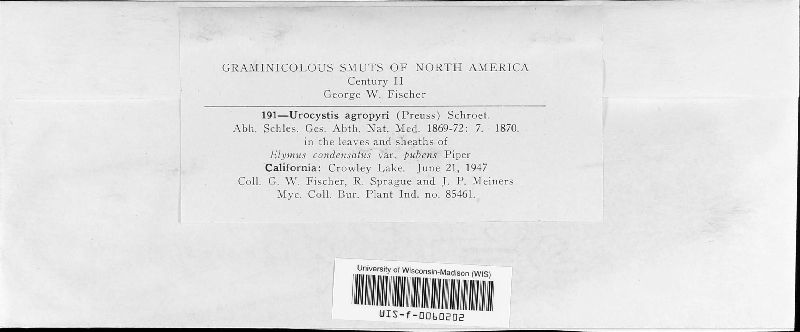 GRAMINICOLOUS SMUTS OF NORTH AMERICA
Century II
George W. Fischer
191—Urocystis agropyri (Preuss) Schroet.
Abh. Schles. Ges. Abth. Nat. Med. 1869-72: 7. 1870.
in the leaves and sheaths of
Elymus condensatus var. pubens Piper
California: Crowley Lake. June 21, 1947
Coll. G. W. Fischer, R. Sprague and J. P. Meiners
Myc. Coll. Bur. Plant Ind. no. 85461.
University of Wisconsin-Madison (WIS)
WIS-f-0060202